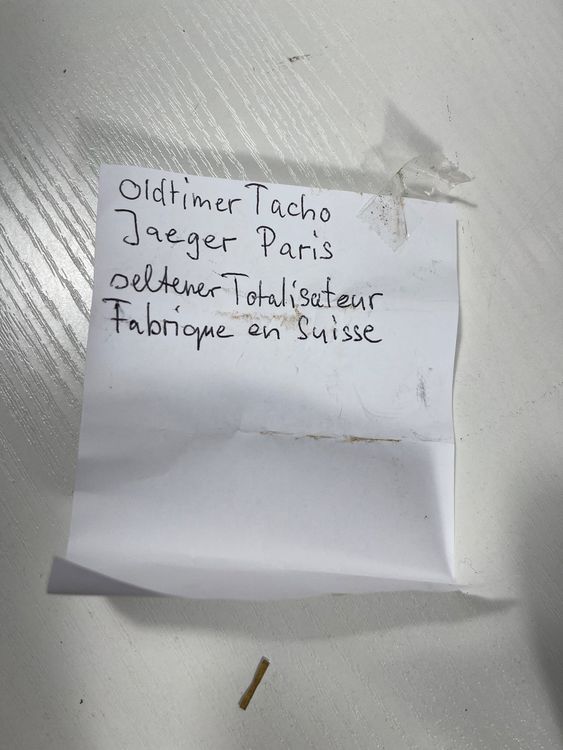 Oldtimer Tacho
Jaeger Paris
seltener Totalisateur
Fabrique en Suisse